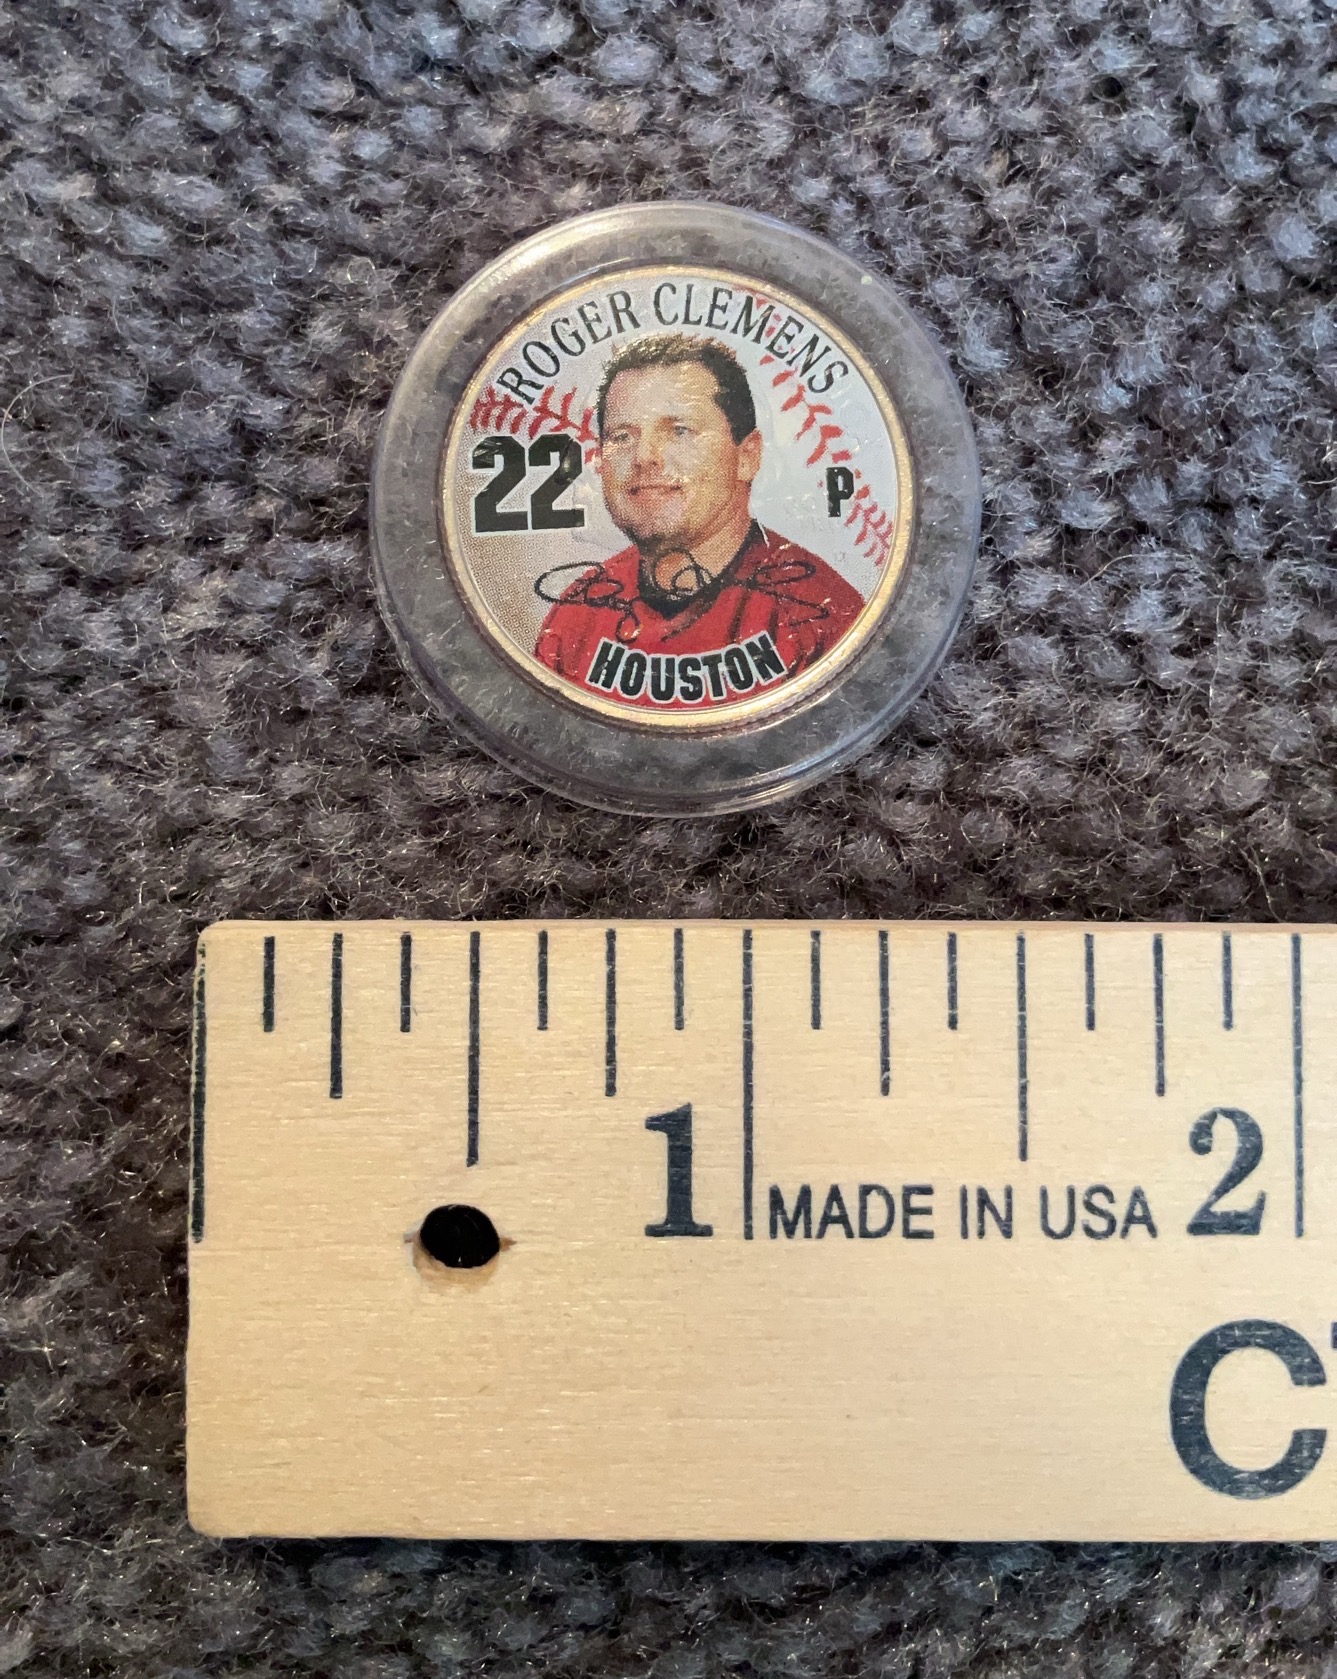 ROGER CLEMENS
22
P
HOUSTON
1 MADE IN USA 2
C